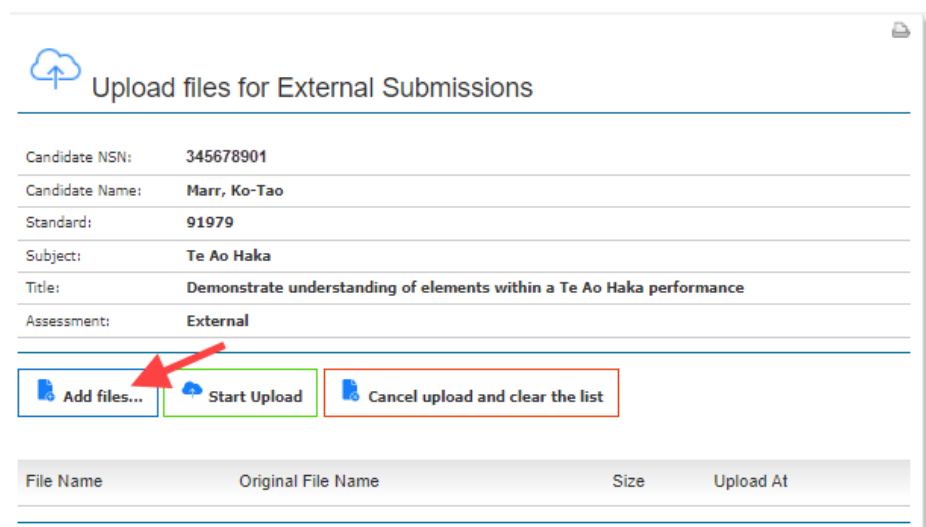 Upload files for External Submissions
Candidate NSN: 345678901
Candidate Name: Marr, Ko-Tao
Standard: 91979
Subject: Te Ao Haka
Title: Demonstrate understanding of elements within a Te Ao Haka performance
Assessment: External
Add files... Start Upload Cancel upload and clear the list
File Name Original File Name Size Upload At